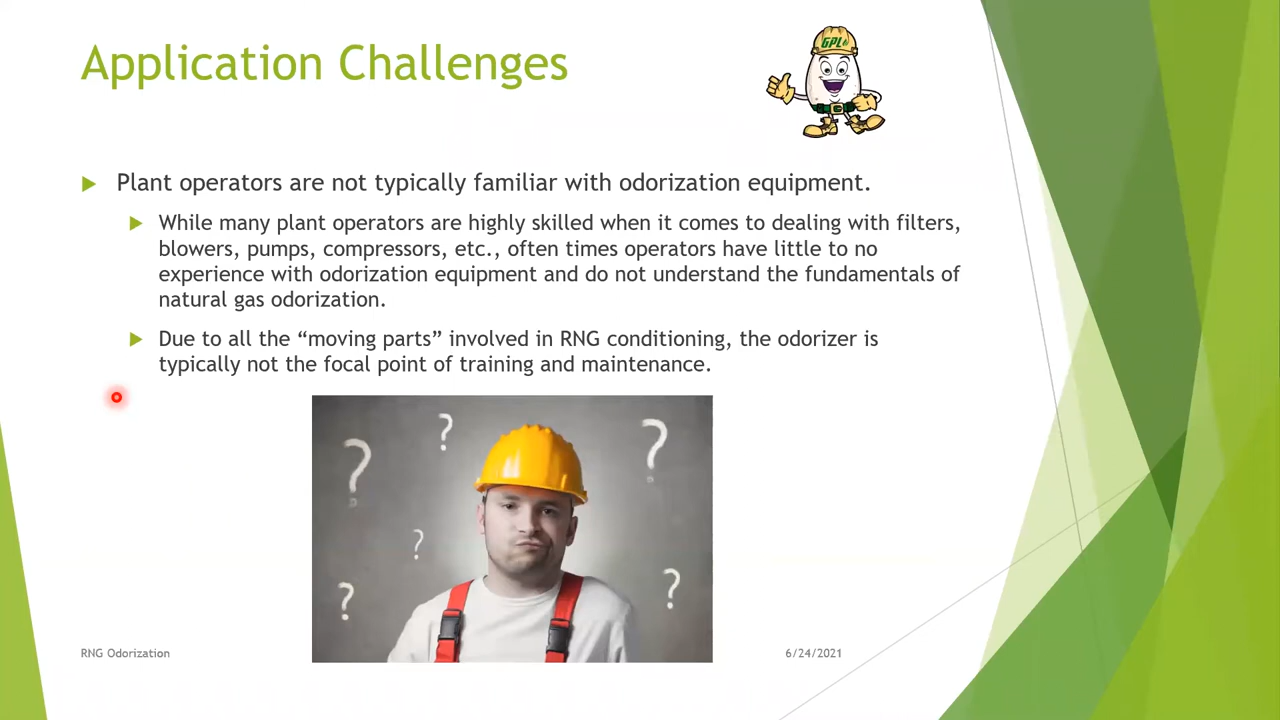 Application Challenges
GPL
Plant operators are not typically familiar with odorization equipment.
While many plant operators are highly skilled when it comes to dealing with filters,
blowers, pumps, compressors, etc., often times operators have little to no
experience with odorization equipment and do not understand the fundamentals of
natural gas odorization.
Due to all the “moving parts” involved in RNG conditioning, the odorizer is
typically not the focal point of training and maintenance.
? ? ?
?
? ?
RNG Odorization
6/24/2021